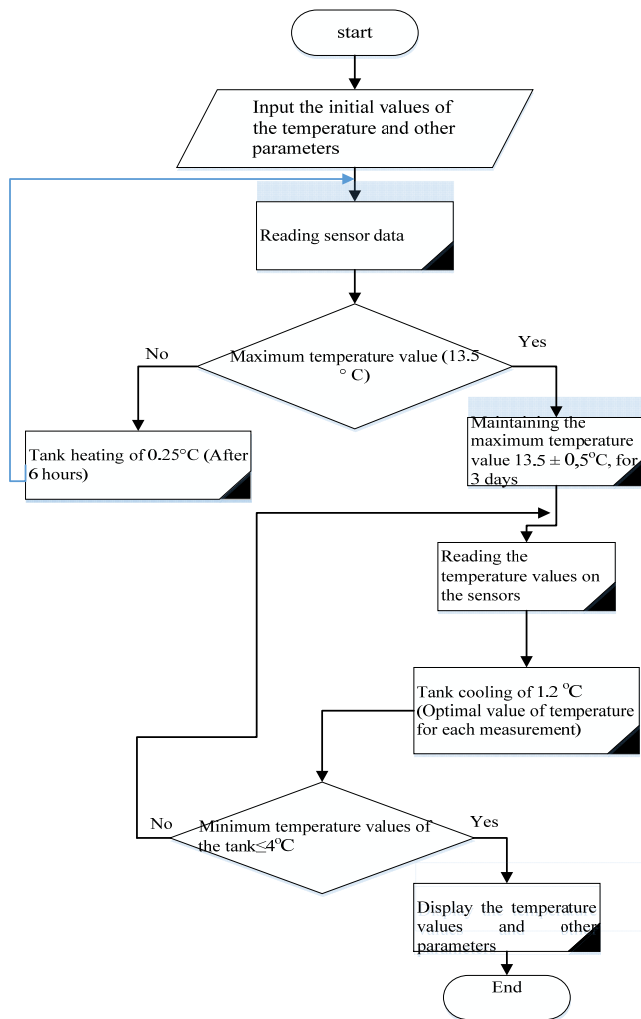 start
Input the initial values of
the temperature and other
parameters
Reading sensor data
Maximum temperature value (13.5
° C)
No
Yes
Tank heating of 0.25°C (After
6 hours)
Maintaining the
maximum temperature
value 13.5 ± 0,5°C, for
3 days
Reading the
temperature values on
the sensors
Tank cooling of 1.2 °C
(Optimal value of temperature
for each measurement)
Minimum temperature values of
the tank≤4°C
No
Yes
Display the temperature
values and other
parameters
End